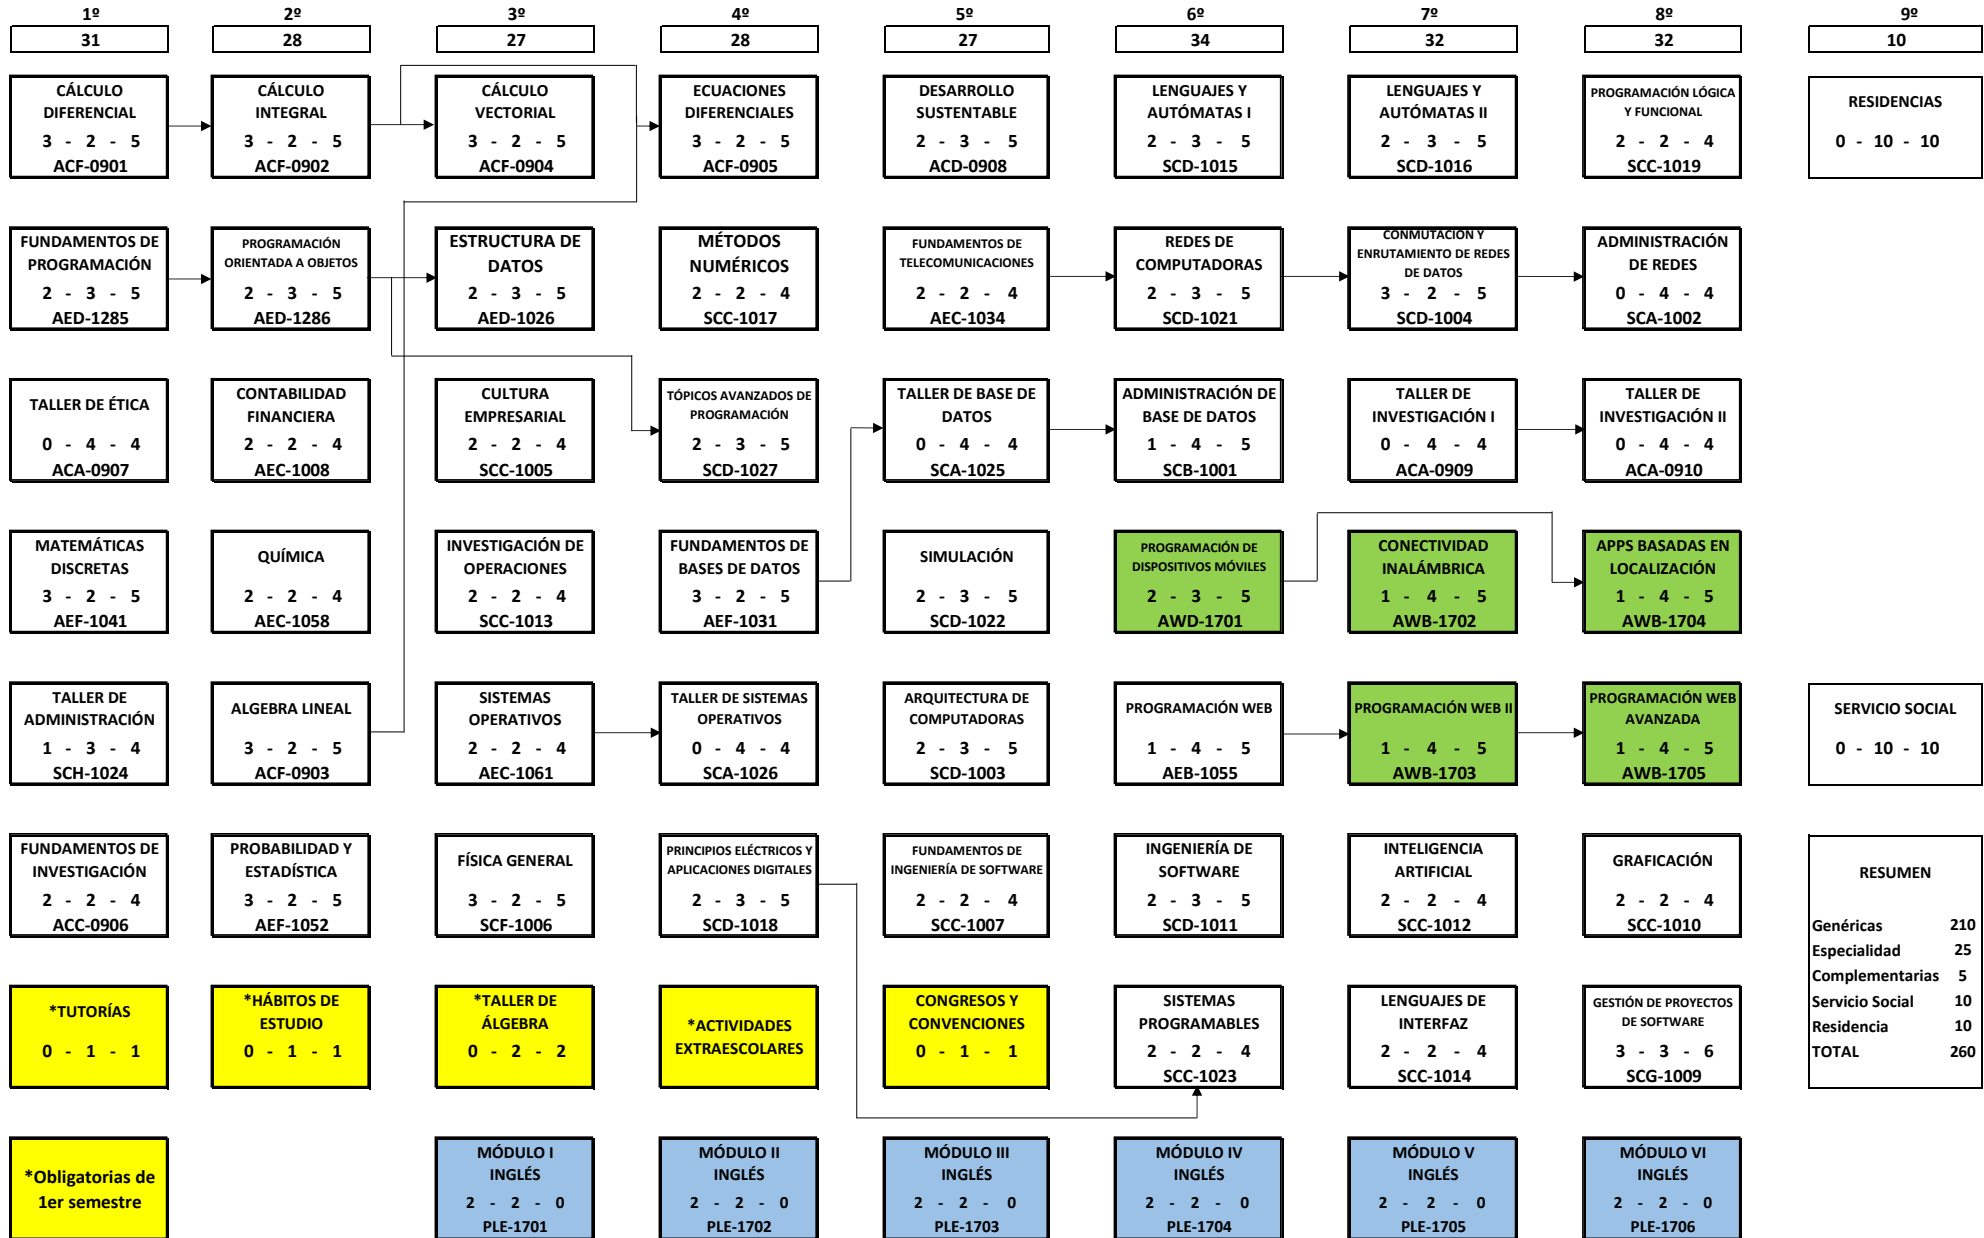 1º 2º 3º 4º 5º 6º 7º 8º 9º
31 28 27 28 27 34 32 32 10
CÁLCULO
DIFERENCIAL
3 - 2 - 5
ACF-0901
CÁLCULO
INTEGRAL
3 - 2 - 5
ACF-0902
CÁLCULO
VECTORIAL
3 - 2 - 5
ACF-0904
ECUACIONES
DIFERENCIALES
3 - 2 - 5
ACF-0905
DESARROLLO
SUSTENTABLE
2 - 3 - 5
ACD-0908
LENGUAJES Y
AUTÓMATAS I
2 - 3 - 5
SCD-1015
LENGUAJES Y
AUTÓMATAS II
2 - 3 - 5
SCD-1016
PROGRAMACIÓN LÓGICA
Y FUNCIONAL
2 - 2 - 4
SCC-1019
RESIDENCIAS
0 - 10 - 10
FUNDAMENTOS DE
PROGRAMACIÓN
2 - 3 - 5
AED-1285
PROGRAMACIÓN
ORIENTADA A OBJETOS
2 - 3 - 5
AED-1286
ESTRUCTURA DE
DATOS
2 - 3 - 5
AED-1026
MÉTODOS
NUMÉRICOS
2 - 2 - 4
SCC-1017
FUNDAMENTOS DE
TELECOMUNICACIONES
2 - 2 - 4
AEC-1034
REDES DE
COMPUTADORAS
2 - 3 - 5
SCD-1021
CONMUTACION Y
ENRUTAMIENTO DE REDES
DE DATOS
3 - 2 - 5
SCD-1004
ADMINISTRACIÓN
DE REDES
0 - 4 - 4
SCA-1002
TALLER DE ÉTICA
0 - 4 - 4
ACA-0907
CONTABILIDAD
FINANCIERA
2 - 2 - 4
AEC-1008
CULTURA
EMPRESARIAL
2 - 2 - 4
SCC-1005
TÓPICOS AVANZADOS DE
PROGRAMACIÓN
2 - 3 - 5
SCD-1027
TALLER DE BASE DE
DATOS
0 - 4 - 4
SCA-1025
ADMINISTRACIÓN DE
BASE DE DATOS
1 - 4 - 5
SCB-1001
TALLER DE
INVESTIGACIÓN I
0 - 4 - 4
ACA-0909
TALLER DE
INVESTIGACIÓN II
0 - 4 - 4
ACA-0910
MATEMÁTICAS
DISCRETAS
3 - 2 - 5
AEF-1041
QUÍMICA
2 - 2 - 4
AEC-1058
INVESTIGACIÓN DE
OPERACIONES
2 - 2 - 4
SCC-1013
FUNDAMENTOS DE
BASES DE DATOS
3 - 2 - 5
AEF-1031
SIMULACIÓN
2 - 3 - 5
SCD-1022
PROGRAMACIÓN DE
DISPOSITIVOS MÓVILES
2 - 3 - 5
AWD-1701
CONECTIVIDAD
INALÁMBRICA
1 - 4 - 5
AWB-1702
APPS BASADAS EN
LOCALIZACIÓN
1 - 4 - 5
AWB-1704
TALLER DE
ADMINISTRACIÓN
1 - 3 - 4
SCH-1024
ALGEBRA LINEAL
3 - 2 - 5
ACF-0903
SISTEMAS
OPERATIVOS
2 - 2 - 4
AEC-1061
TALLER DE SISTEMAS
OPERATIVOS
0 - 4 - 4
SCA-1026
ARQUITECTURA DE
COMPUTADORAS
2 - 3 - 5
SCD-1003
PROGRAMACIÓN WEB
1 - 4 - 5
AEB-1055
PROGRAMACIÓN WEB II
1 - 4 - 5
AWB-1703
PROGRAMACIÓN WEB
AVANZADA
1 - 4 - 5
AWB-1705
SERVICIO SOCIAL
0 - 10 - 10
FUNDAMENTOS DE
INVESTIGACIÓN
2 - 2 - 4
ACC-0906
PROBABILIDAD Y
ESTADÍSTICA
3 - 2 - 5
AEF-1052
FÍSICA GENERAL
3 - 2 - 5
SCF-1006
PRINCIPIOS ELÉCTRICOS Y
APLICACIONES DIGITALES
2 - 3 - 5
SCD-1018
FUNDAMENTOS DE
INGENIERÍA DE SOFTWARE
2 - 2 - 4
SCC-1007
INGENIERÍA DE
SOFTWARE
2 - 3 - 5
SCD-1011
INTELIGENCIA
ARTIFICIAL
2 - 2 - 4
SCC-1012
GRAFICACIÓN
2 - 2 - 4
SCC-1010
RESUMEN
Genéricas 210
Especialidad 25
Complementarias 5
Servicio Social 10
Residencia 10
TOTAL 260
*TUTORÍAS
0 - 1 - 1
*HÁBITOS DE
ESTUDIO
0 - 1 - 1
*TALLER DE
ÁLGEBRA
0 - 2 - 2
*ACTIVIDADES
EXTRAESCOLARES
CONGRESOS Y
CONVENCIONES
0 - 1 - 1
SISTEMAS
PROGRAMABLES
2 - 2 - 4
SCC-1023
LENGUAJES DE
INTERFAZ
2 - 2 - 4
SCC-1014
GESTIÓN DE PROYECTOS
DE SOFTWARE
3 - 3 - 6
SCG-1009
*Obligatorias de
1er semestre
MÓDULO I
INGLÉS
2 - 2 - 0
PLE-1701
MÓDULO II
INGLÉS
2 - 2 - 0
PLE-1702
MÓDULO III
INGLÉS
2 - 2 - 0
PLE-1703
MÓDULO IV
INGLÉS
2 - 2 - 0
PLE-1704
MÓDULO V
INGLÉS
2 - 2 - 0
PLE-1705
MÓDULO VI
INGLÉS
2 - 2 - 0
PLE-1706